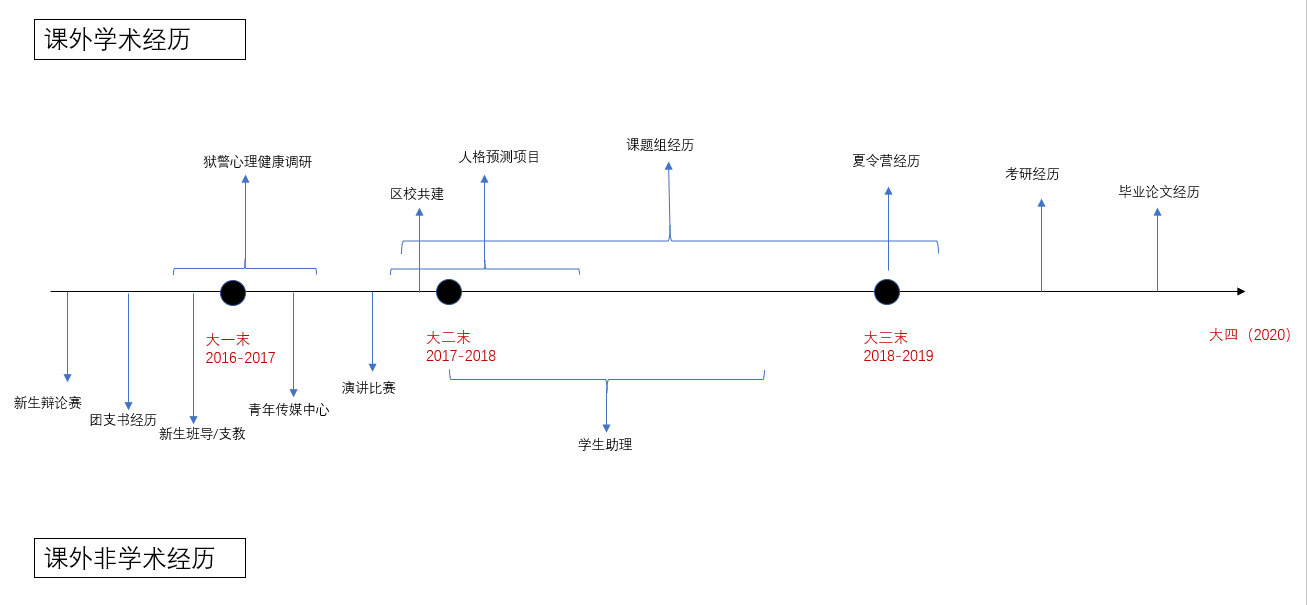 课外学术经历
课题组经历
人格预测项目
狱警心理健康调研
夏令营经历
考研经历
区校共建
毕业论文经历
大一末
2016-2017
大二末
2017-2018
大三末
2018-2019
大四（2020）
新生辩论赛
团支书经历
新生班导/支教
青年传媒中心
演讲比赛
学生助理
课外非学术经历